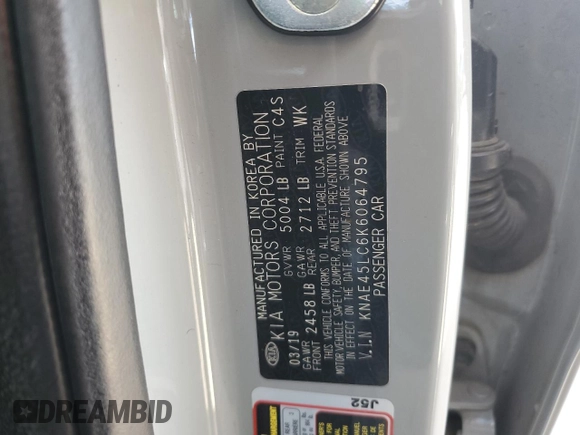 MANUFACTURED IN KOREA BY
KIA KIA MOTORS CORPORATION
03/19 GVWR 5004 LB PAINT C4S
GAWR FRONT 2458 LB GAWR REAR 2712 LB TRIM WK
THIS VEHICLE CONFORMS TO ALL APPLICABLE U.S.A. FEDERAL
MOTOR VEHICLE SAFETY, BUMPER, AND THEFT PREVENTION STANDARDS
IN EFFECT ON THE DATE OF MANUFACTURE SHOWN ABOVE
V.I.N KNAE45LC6K6064795
PASSENGER CAR
J52
DREAMBID